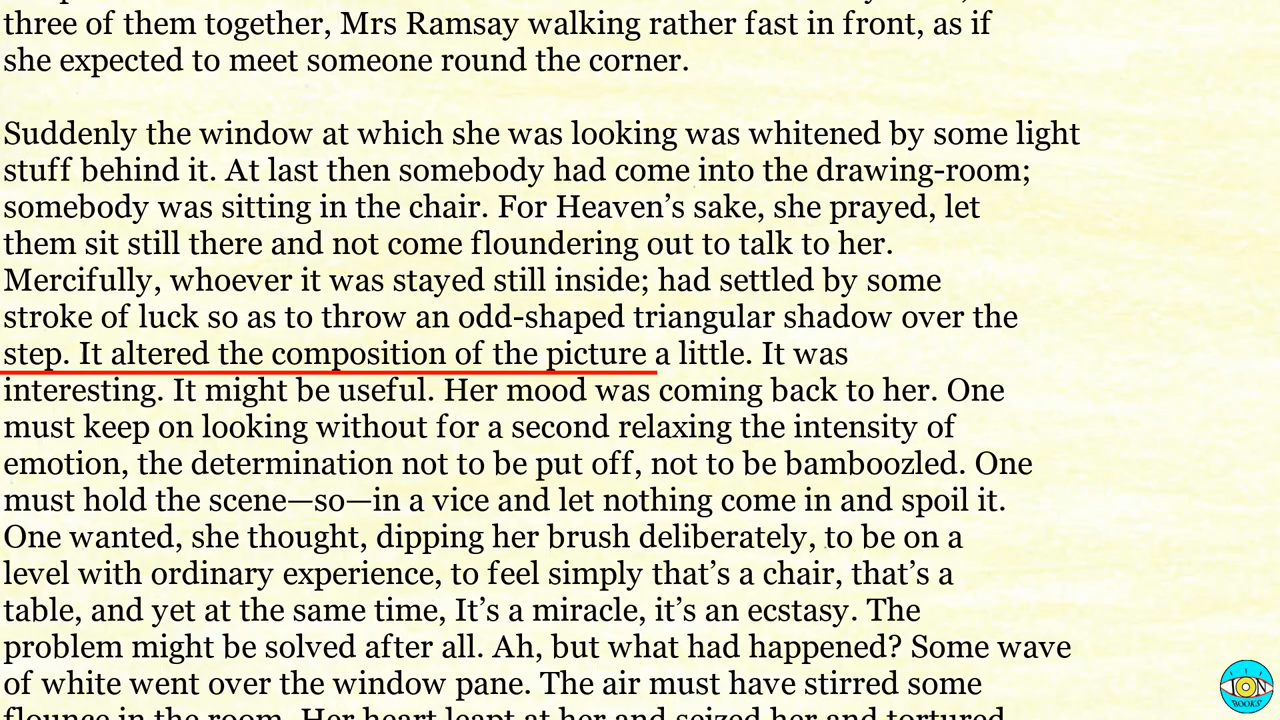 three of them together, Mrs Ramsay walking rather fast in front, as if
she expected to meet someone round the corner.
Suddenly the window at which she was looking was whitened by some light
stuff behind it. At last then somebody had come into the drawing-room;
somebody was sitting in the chair. For Heaven’s sake, she prayed, let
them sit still there and not come floundering out to talk to her.
Mercifully, whoever it was stayed still inside; had settled by some
stroke of luck so as to throw an odd-shaped triangular shadow over the
step. It altered the composition of the picture a little. It was
interesting. It might be useful. Her mood was coming back to her. One
must keep on looking without for a second relaxing the intensity of
emotion, the determination not to be put off, not to be bamboozled. One
must hold the scene—so—in a vice and let nothing come in and spoil it.
One wanted, she thought, dipping her brush deliberately, to be on a
level with ordinary experience, to feel simply that’s a chair, that’s a
table, and yet at the same time, It’s a miracle, it’s an ecstasy. The
problem might be solved after all. Ah, but what had happened? Some wave
of white went over the window pane. The air must have stirred some
flounce in the room. Her heart leapt at her and seized her and tortured
ION
BOOKS